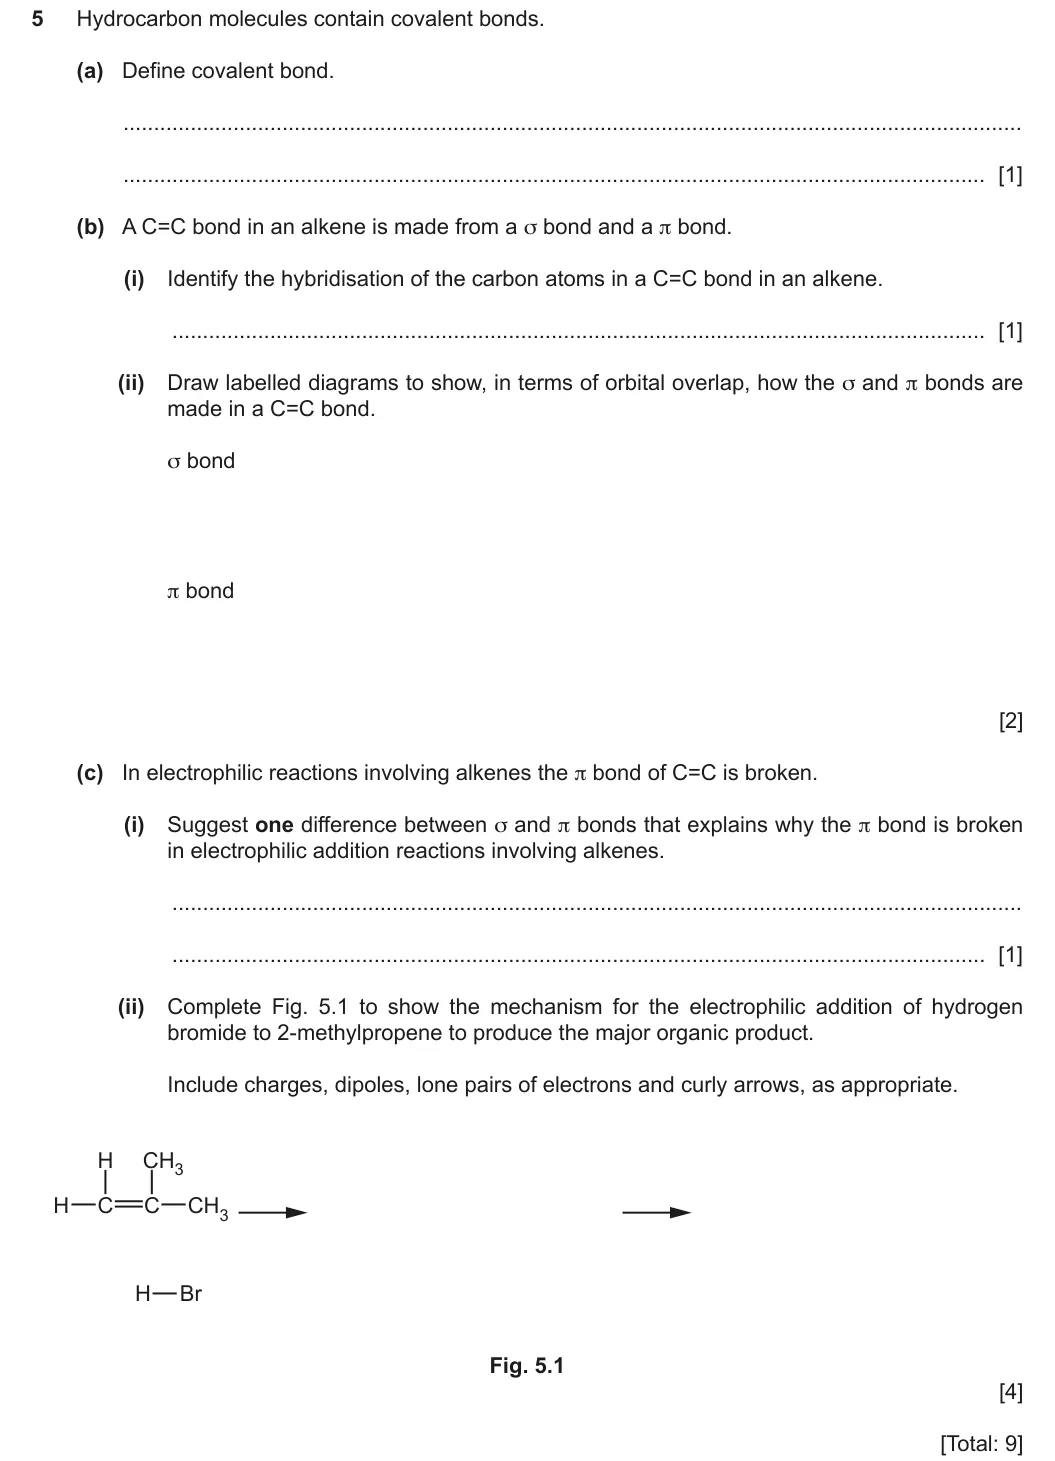 5 Hydrocarbon molecules contain covalent bonds.
(a) Define covalent bond.
..........................................................................................................................................................
.................................................................................................................................................... [1]
(b) A C=C bond in an alkene is made from a σ bond and a π bond.
(i) Identify the hybridisation of the carbon atoms in a C=C bond in an alkene.
............................................................................................................................................ [1]
(ii) Draw labelled diagrams to show, in terms of orbital overlap, how the σ and π bonds are
made in a C=C bond.
σ bond
π bond
[2]
(c) In electrophilic reactions involving alkenes the π bond of C=C is broken.
(i) Suggest one difference between σ and π bonds that explains why the π bond is broken
in electrophilic addition reactions involving alkenes.
..................................................................................................................................................
............................................................................................................................................ [1]
(ii) Complete Fig. 5.1 to show the mechanism for the electrophilic addition of hydrogen
bromide to 2-methylpropene to produce the major organic product.
Include charges, dipoles, lone pairs of electrons and curly arrows, as appropriate.
H CH3
H—C=C—CH3
H—Br
Fig. 5.1
[4]
[Total: 9]